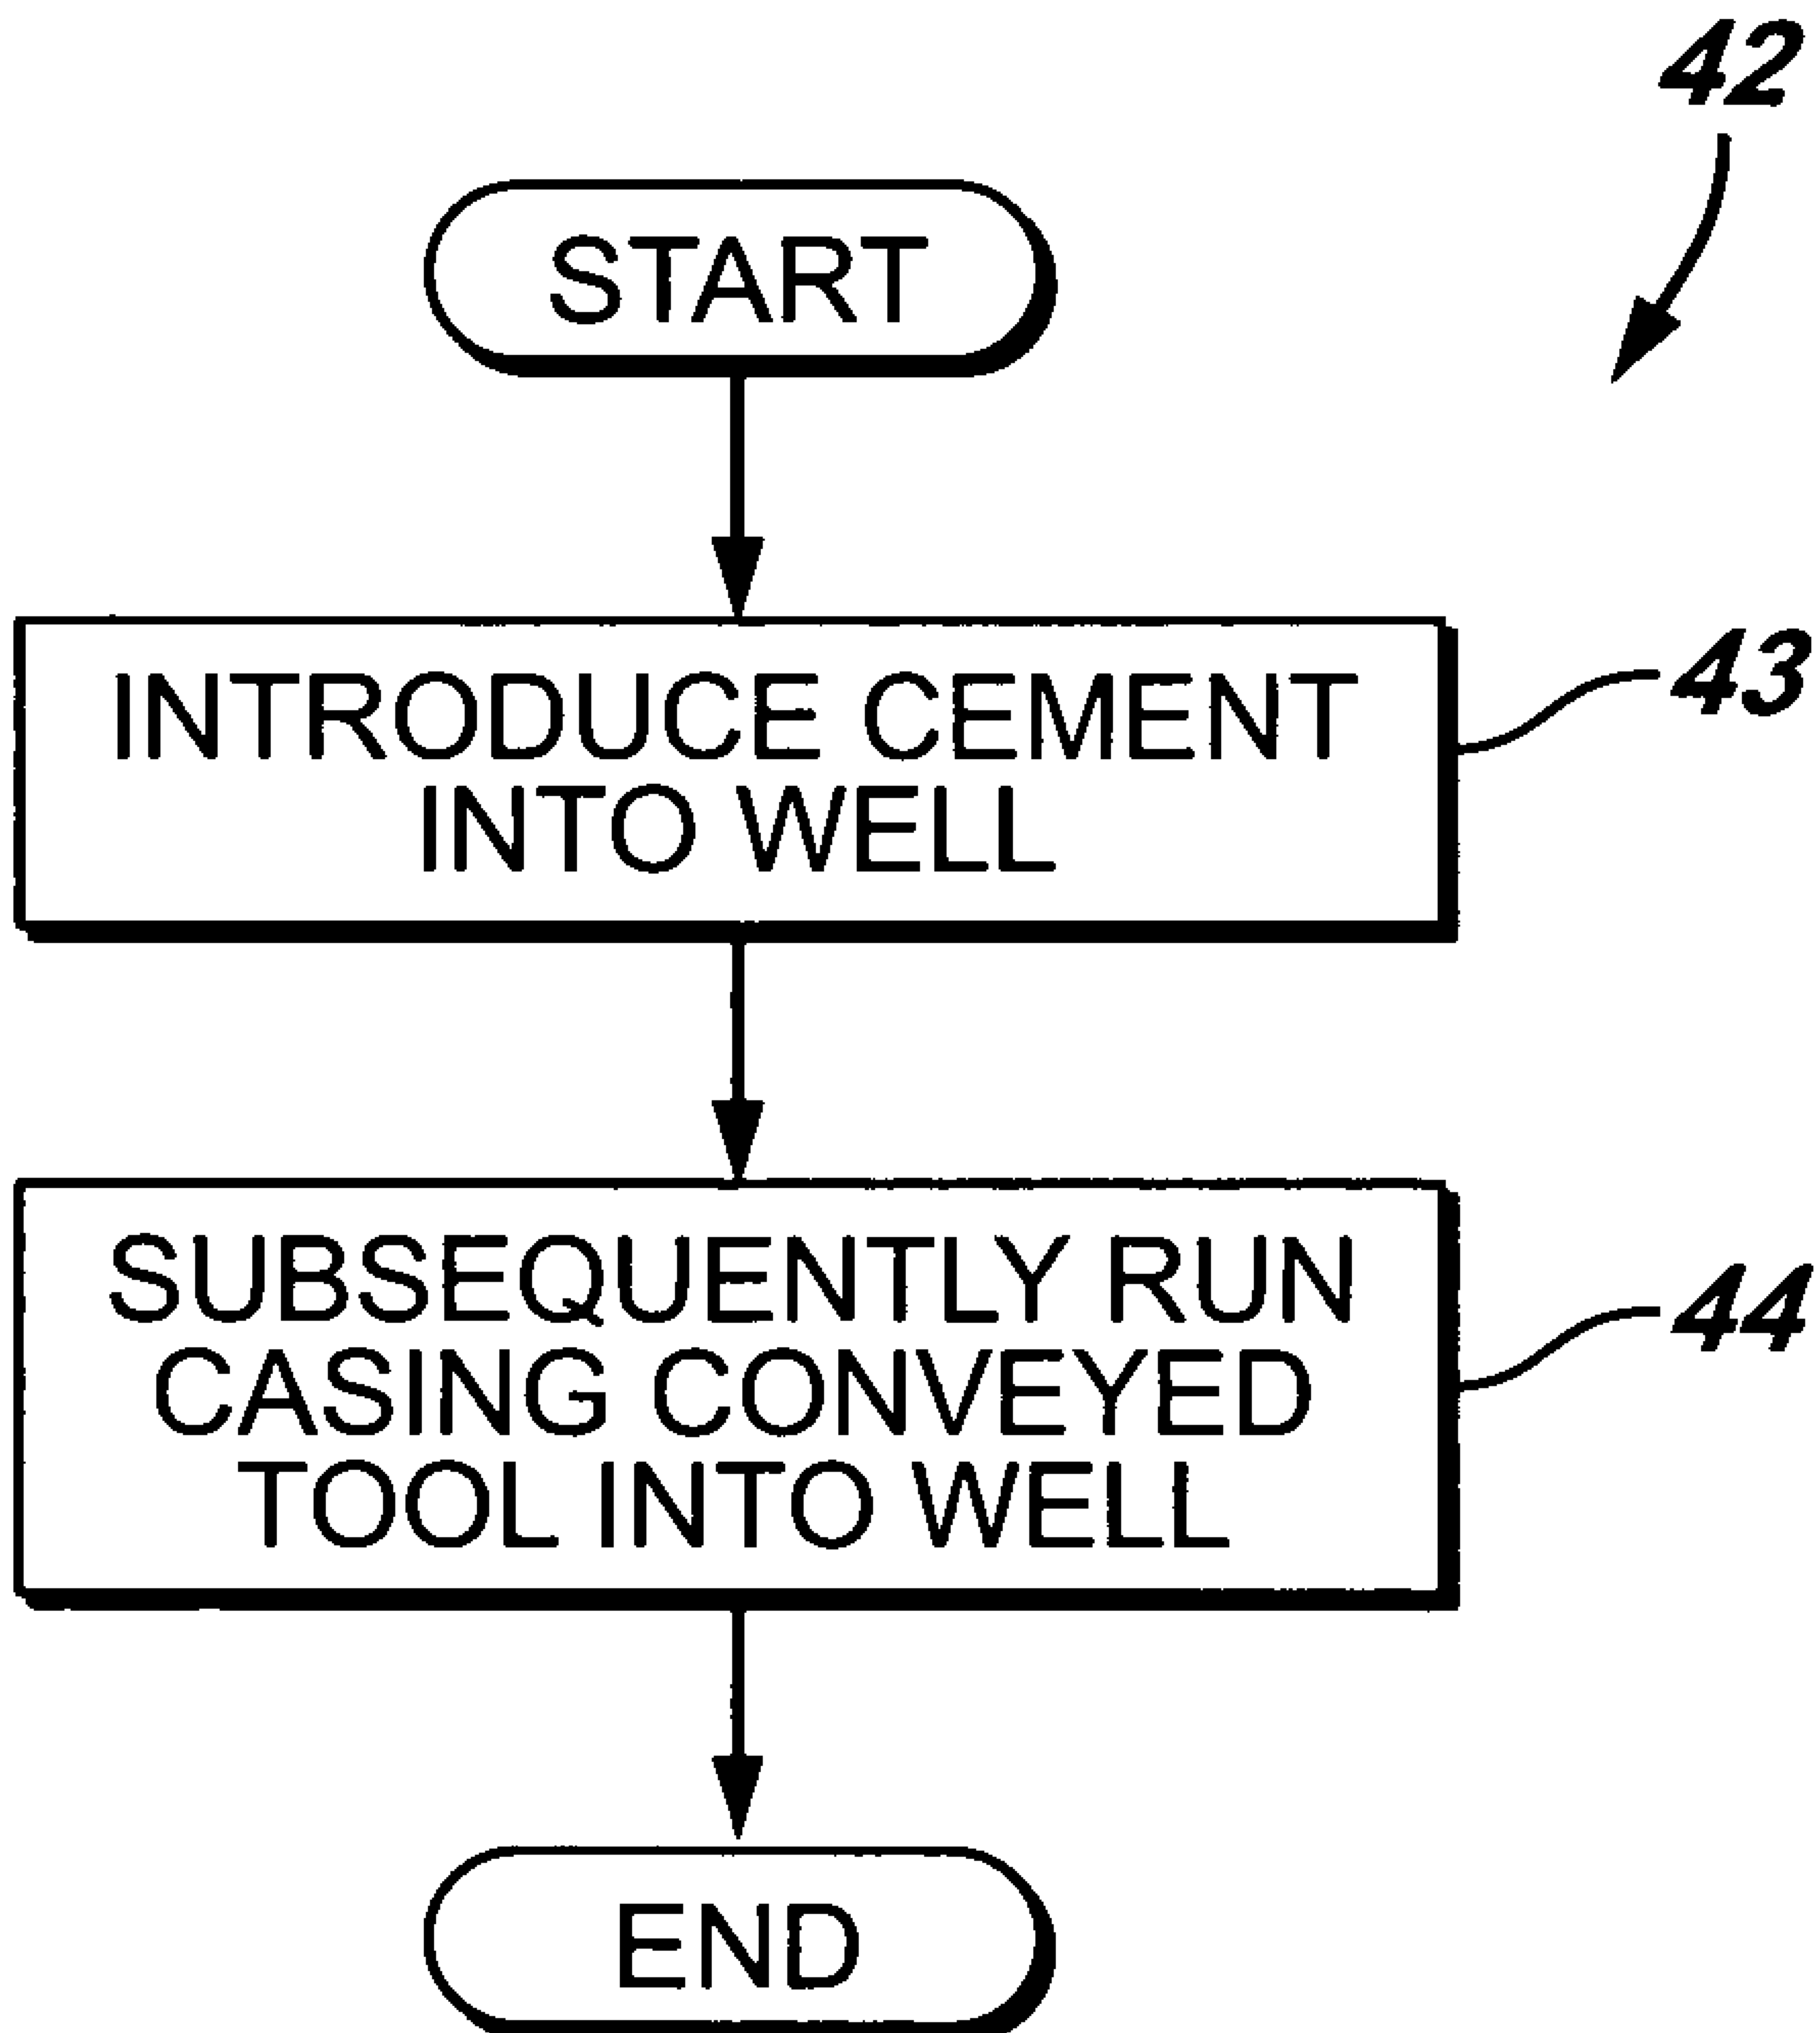 42
START
INTRODUCE CEMENT
INTO WELL
43
SUBSEQUENTLY RUN
CASING CONVEYED
TOOL INTO WELL
44
END